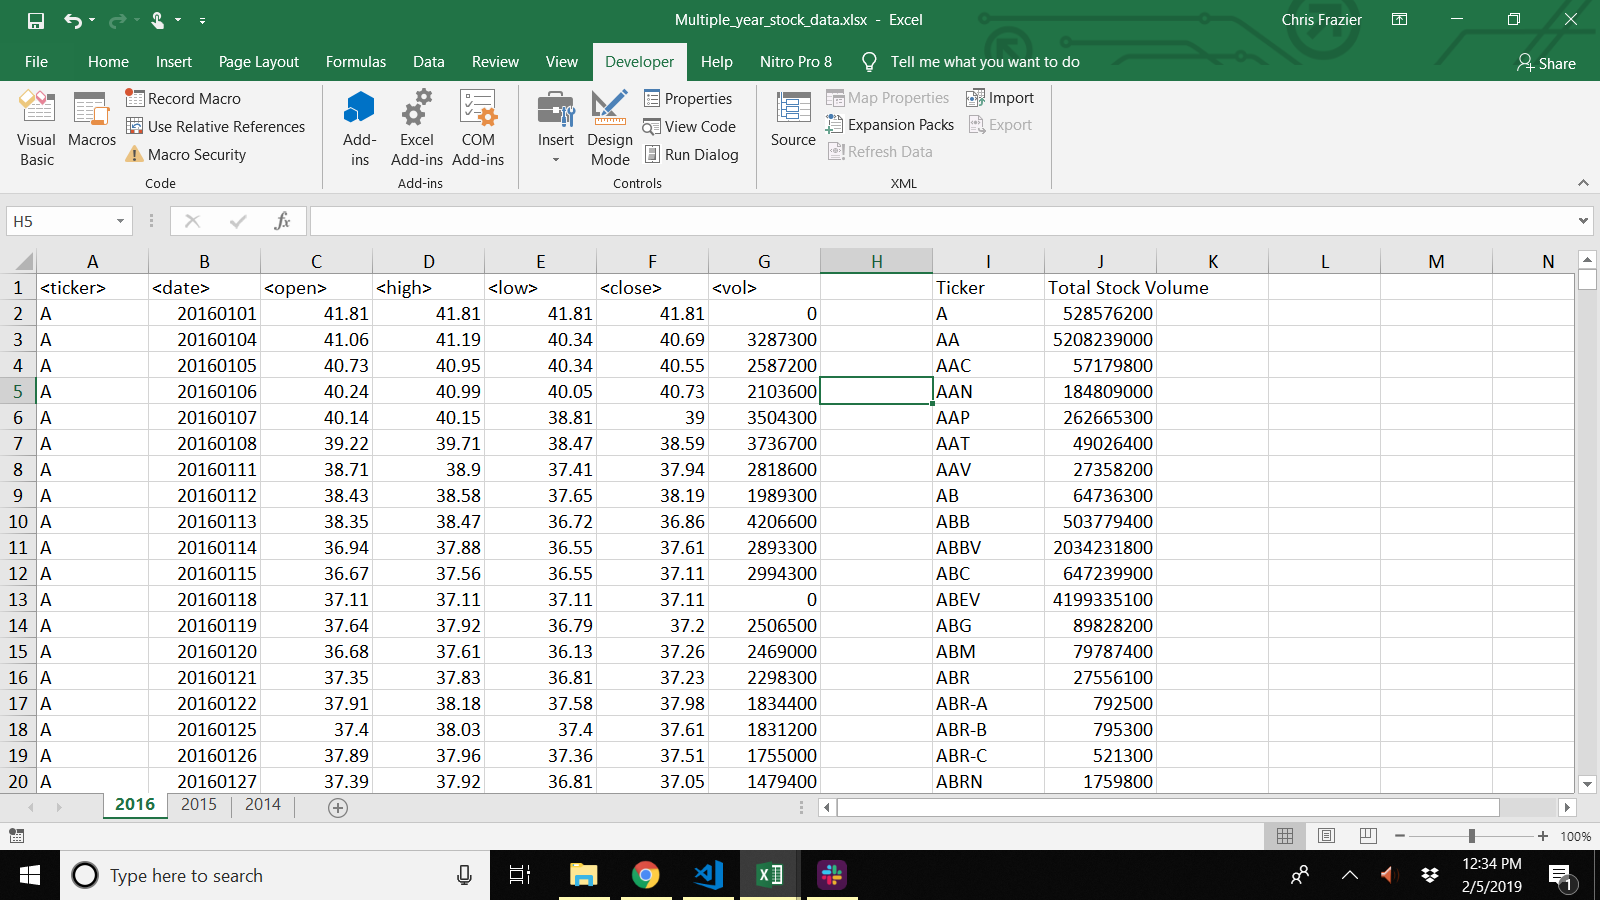 Multiple_year_stock_data.xlsx - Excel
Chris Frazier
File Home Insert Page Layout Formulas Data Review View Developer Help Nitro Pro 8 Tell me what you want to do Share
Visual Basic
Macros
Record Macro
Use Relative References
Macro Security
Code
Add-ins
Excel Add-ins
COM Add-ins
Add-ins
Insert
Design Mode
Properties
View Code
Run Dialog
Controls
Source
Map Properties
Expansion Packs
Refresh Data
Import
Export
XML
H5
fx
A B C D E F G H I J K L M N
1 <ticker> <date> <open> <high> <low> <close> <vol> Ticker Total Stock Volume
2 A 20160101 41.81 41.81 41.81 41.81 0 A 528576200
3 A 20160104 41.06 41.19 40.34 40.69 3287300 AA 5208239000
4 A 20160105 40.73 40.95 40.34 40.55 2587200 AAC 57179800
5 A 20160106 40.24 40.99 40.05 40.73 2103600 AAN 184809000
6 A 20160107 40.14 40.15 38.81 39 3504300 AAP 262665300
7 A 20160108 39.22 39.71 38.47 38.59 3736700 AAT 49026400
8 A 20160111 38.71 38.9 37.41 37.94 2818600 AAV 27358200
9 A 20160112 38.43 38.58 37.65 38.19 1989300 AB 64736300
10 A 20160113 38.35 38.47 36.72 36.86 4206600 ABB 503779400
11 A 20160114 36.94 37.88 36.55 37.61 2893300 ABBV 2034231800
12 A 20160115 36.67 37.56 36.55 37.11 2994300 ABC 647239900
13 A 20160118 37.11 37.11 37.11 37.11 0 ABEV 4199335100
14 A 20160119 37.64 37.92 36.79 37.2 2506500 ABG 89828200
15 A 20160120 36.68 37.61 36.13 37.26 2469000 ABM 79787400
16 A 20160121 37.35 37.83 36.81 37.23 2298300 ABR 27556100
17 A 20160122 37.91 38.18 37.58 37.98 1834400 ABR-A 792500
18 A 20160125 37.4 38.03 37.4 37.61 1831200 ABR-B 795300
19 A 20160126 37.89 37.96 37.36 37.51 1755000 ABR-C 521300
20 A 20160127 37.39 37.92 36.81 37.05 1479400 ABRN 1759800
2016 2015 2014
100%
Type here to search
12:34 PM
2/5/2019
1